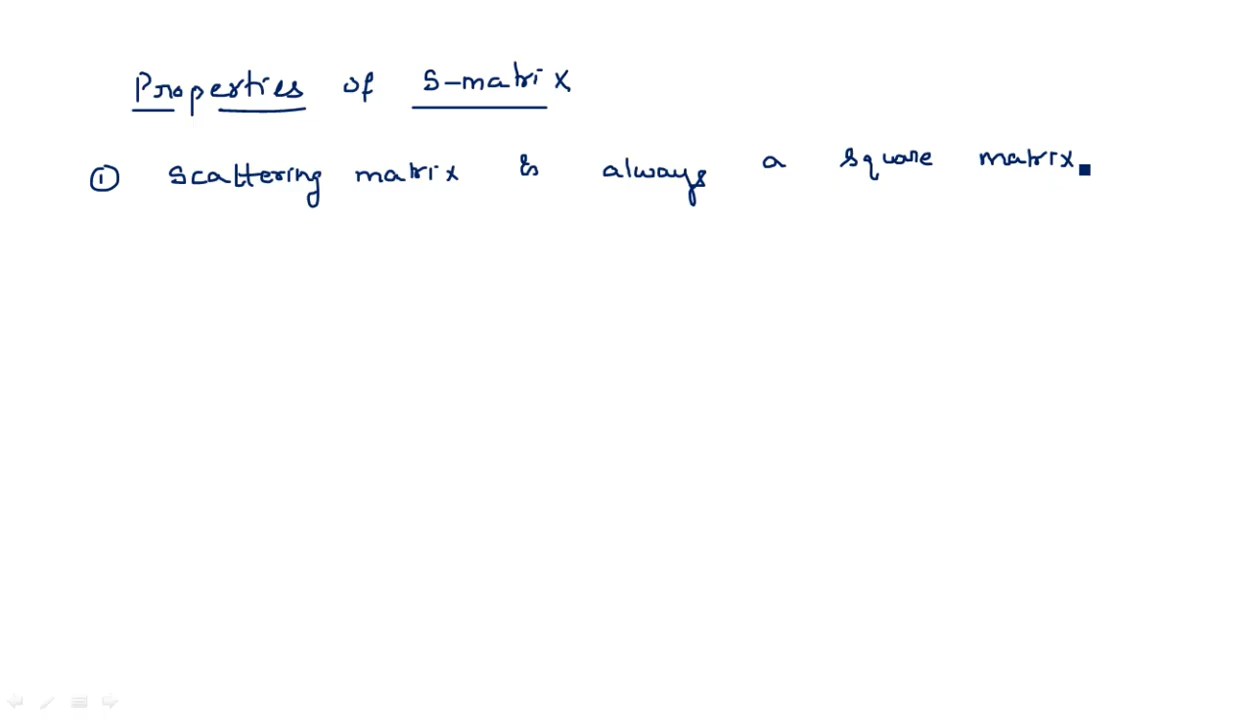 Properties of S-matrix
① Scattering matrix is always a square matrix.